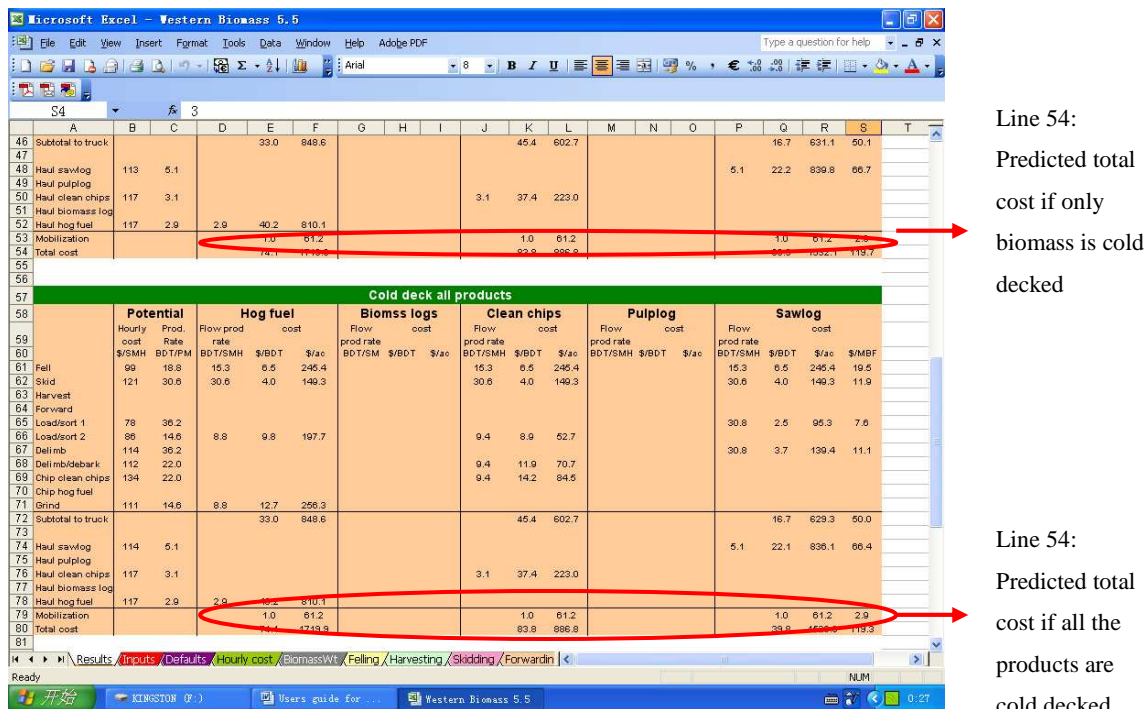 Microsoft Excel - Western Biomass 5.5
File Edit View Insert Format Tools Data Window Help Adobe PDF Type a question for help
Arial 8 B I U
S4 fx 3
A B C D E F G H I J K L M N O P Q R S T
46 Subtotal to truck 33.0 848.6 45.4 602.7 16.7 631.1 50.1
47
48 Haul sawlog 113 5.1 5.1 22.2 839.8 66.7
49 Haul pulplog
50 Haul clean chips 117 3.1 3.1 37.4 223.0
51 Haul biomass log
52 Haul hog fuel 117 2.9 2.9 40.2 810.1
53 Mobilization 1.0 61.2 1.0 61.2 1.0 61.2 2.9
54 Total cost 886.8 119.7
55
56
57 Cold deck all products
58 Potential Hog fuel Biomss logs Clean chips Pulplog Sawlog
Hourly Prod. Flow prod cost Flow cost Flow cost Flow cost Flow cost
59 cost Rate rate prod rate prod rate prod rate prod rate
60 $/SMH BDT/PM BDT/SMH $/BDT $/ac BDT/SM $/BDT $/ac BDT/SMH $/BDT $/ac BDT/SMH $/BDT $/ac BDT/SMH $/BDT $/ac $/MBF
61 Fell 99 18.8 15.3 6.5 245.4 15.3 6.5 245.4 15.3 6.5 245.4 19.5
62 Skid 121 30.6 30.6 4.0 149.3 30.6 4.0 149.3 30.6 4.0 149.3 11.9
63 Harvest
64 Forward
65 Load/sort 1 78 36.2 30.8 2.5 95.3 7.6
66 Load/sort 2 86 14.6 8.8 9.8 197.7 9.4 8.9 52.7
67 Delimb 114 36.2 30.8 3.7 139.4 11.1
68 Delimb/debark 112 22.0 9.4 11.9 70.7
69 Chip clean chips 134 22.0 9.4 14.2 84.5
70 Chip hog fuel
71 Grind 111 14.6 8.8 12.7 256.3
72 Subtotal to truck 33.0 848.6 45.4 602.7 16.7 629.3 50.0
73
74 Haul sawlog 114 5.1 5.1 22.1 836.1 66.4
75 Haul pulplog
76 Haul clean chips 117 3.1 3.1 37.4 223.0
77 Haul biomass log
78 Haul hog fuel 117 2.9 2.9 40.2 810.1
79 Mobilization 1.0 61.2 1.0 61.2 1.0 61.2 2.9
80 Total cost 83.8 886.8 39.8 119.3
81
Results Inputs Defaults Hourly cost BiomassWt Felling Harvesting Skidding Forwardin
Ready NUM
开始 KINGSTON (F:) Users guide for ... Western Biomass 5.5 0:27
Line 54:
Predicted total
cost if only
biomass is cold
decked
Line 54:
Predicted total
cost if all the
products are
cold decked